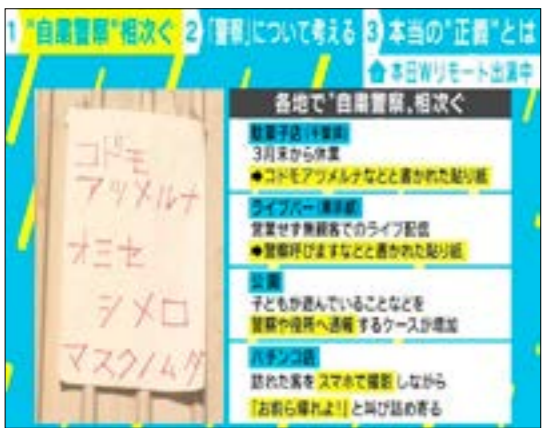 1 "自粛警察"相次ぐ 2 「警察」について考える 3 本当の"正義"とは
本日Wリモート出演中
コドモ
アツメルナ
オミセ
シメロ
マスクノムダ
各地で"自粛警察"相次ぐ
駄菓子店(千葉県)
3月末から休業
➡コドモアツメルナなどと書かれた貼り紙
ライブバー(東京都)
営業せず無観客でのライブ配信
➡警察呼びますなどと書かれた貼り紙
公園
子どもが遊んでいることなどを
警察や役所へ通報するケースが増加
パチンコ店
訪れた客をスマホで撮影しながら
「お前ら帰れよ!」と叫び詰め寄る